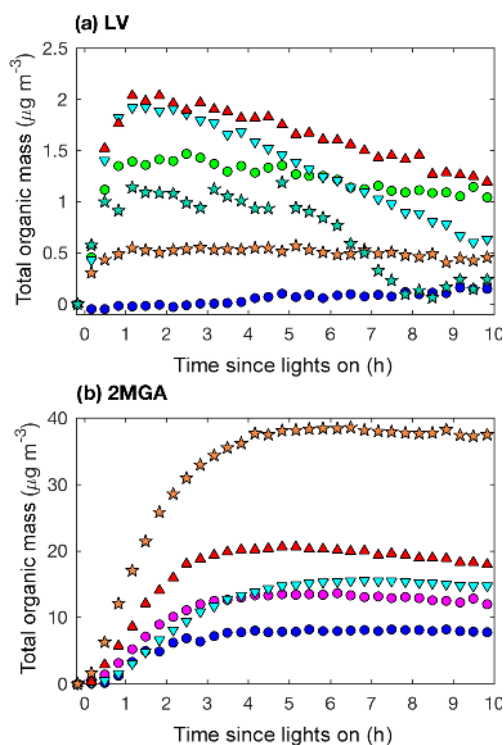 (a) LV
Total organic mass (μg m⁻³)
2.5
2
1.5
1
0.5
0
0 1 2 3 4 5 6 7 8 9 10
Time since lights on (h)
(b) 2MGA
Total organic mass (μg m⁻³)
40
30
20
10
0
0 1 2 3 4 5 6 7 8 9 10
Time since lights on (h)